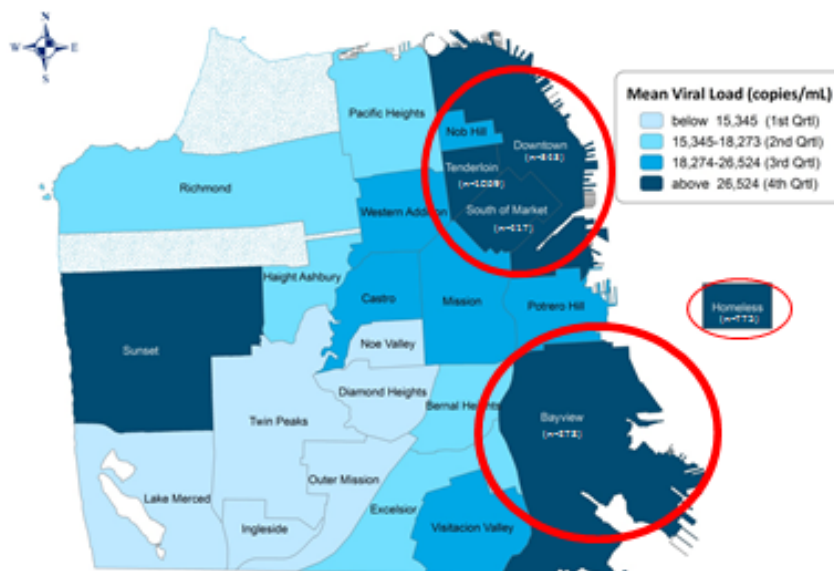 N
W
E
S
Mean Viral Load (copies/mL)
below 15,345 (1st Qrtl)
15,345-18,273 (2nd Qrtl)
18,274-26,524 (3rd Qrtl)
above 26,524 (4th Qrtl)
Pacific Heights
Nob Hill
Downtown
Tenderloin
Richmond
South of Market
Western Addition
Haight Ashbury
Castro
Mission
Potrero Hill
Homeless
Sunset
Noe Valley
Diamond Heights
Bernal Heights
Bayview
Twin Peaks
Outer Mission
Lake Merced
Ingleside
Excelsior
Visitacion Valley